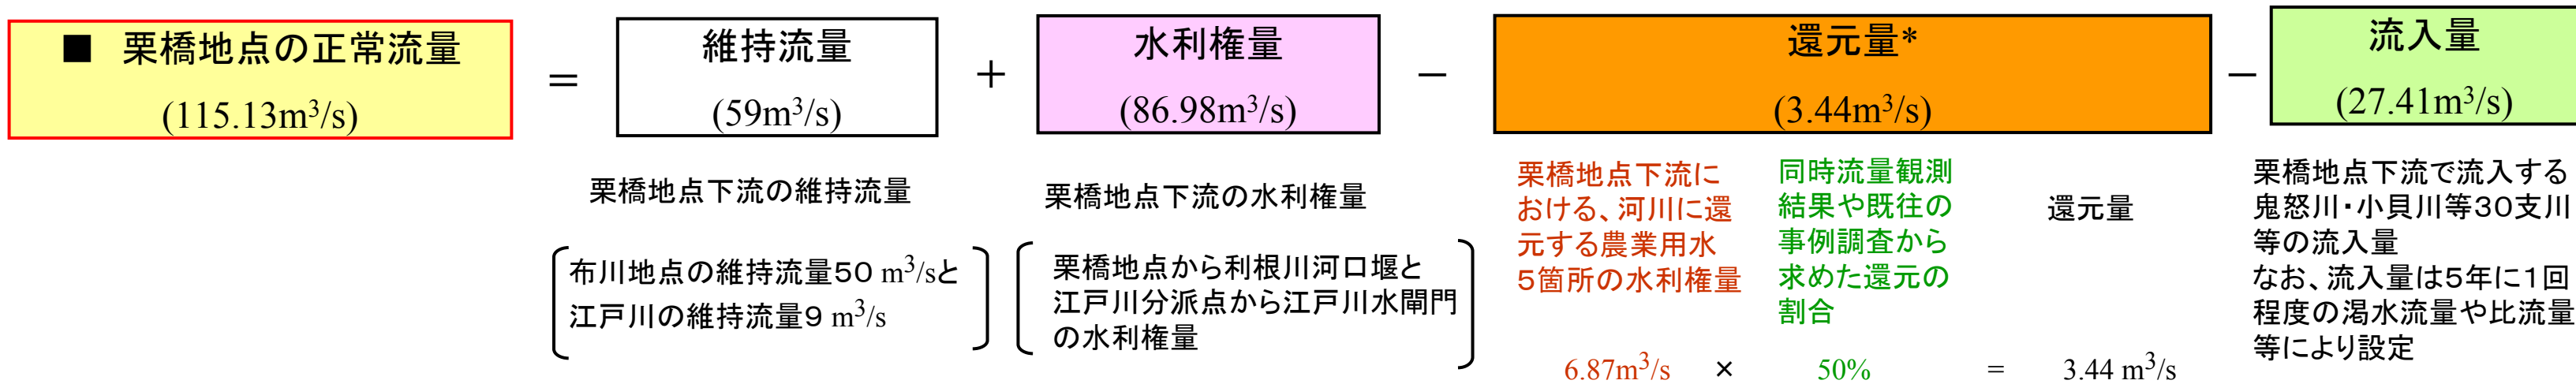 ■ 栗橋地点の正常流量
(115.13m³/s)
=
維持流量
(59m³/s)
+
水利権量
(86.98m³/s)
−
還元量*
(3.44m³/s)
−
流入量
(27.41m³/s)
栗橋地点下流の維持流量
布川地点の維持流量50 m³/sと
江戸川の維持流量9 m³/s
栗橋地点下流の水利権量
栗橋地点から利根川河口堰と
江戸川分派点から江戸川水閘門
の水利権量
栗橋地点下流に
おける、河川に還
元する農業用水
5箇所の水利権量
同時流量観測
結果や既往の
事例調査から
求めた還元の
割合
還元量
6.87m³/s × 50% = 3.44 m³/s
栗橋地点下流で流入する
鬼怒川・小貝川等30支川
等の流入量
なお、流入量は5年に1回
程度の渇水流量や比流量
等により設定